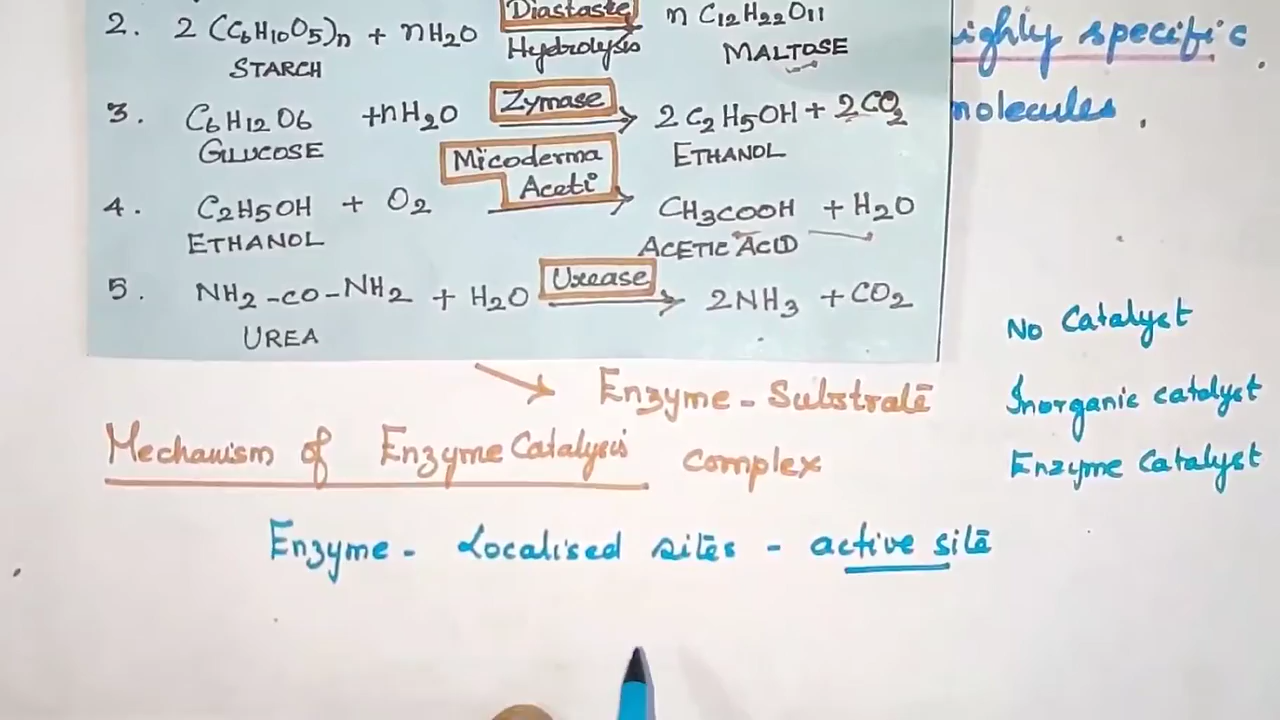 2. 2 (C6H10O5)n + nH2O Diastaste Hydrolysis n C12H22O11
STARCH MALTOSE
3. C6H12O6 +nH2O Zymase 2 C2H5OH + 2CO2
GLUCOSE ETHANOL
4. C2H5OH + O2 Micoderma Aceti CH3COOH + H2O
ETHANOL ACETIC ACID
5. NH2-CO-NH2 + H2O Urease 2NH3 + CO2
UREA
ighly specific
molecules.
No Catalyst
Inorganic catalyst
Enzyme Catalyst
Enzyme - Substrate
complex
Mechanism of Enzyme Catalysis
Enzyme - Localised sites - active site